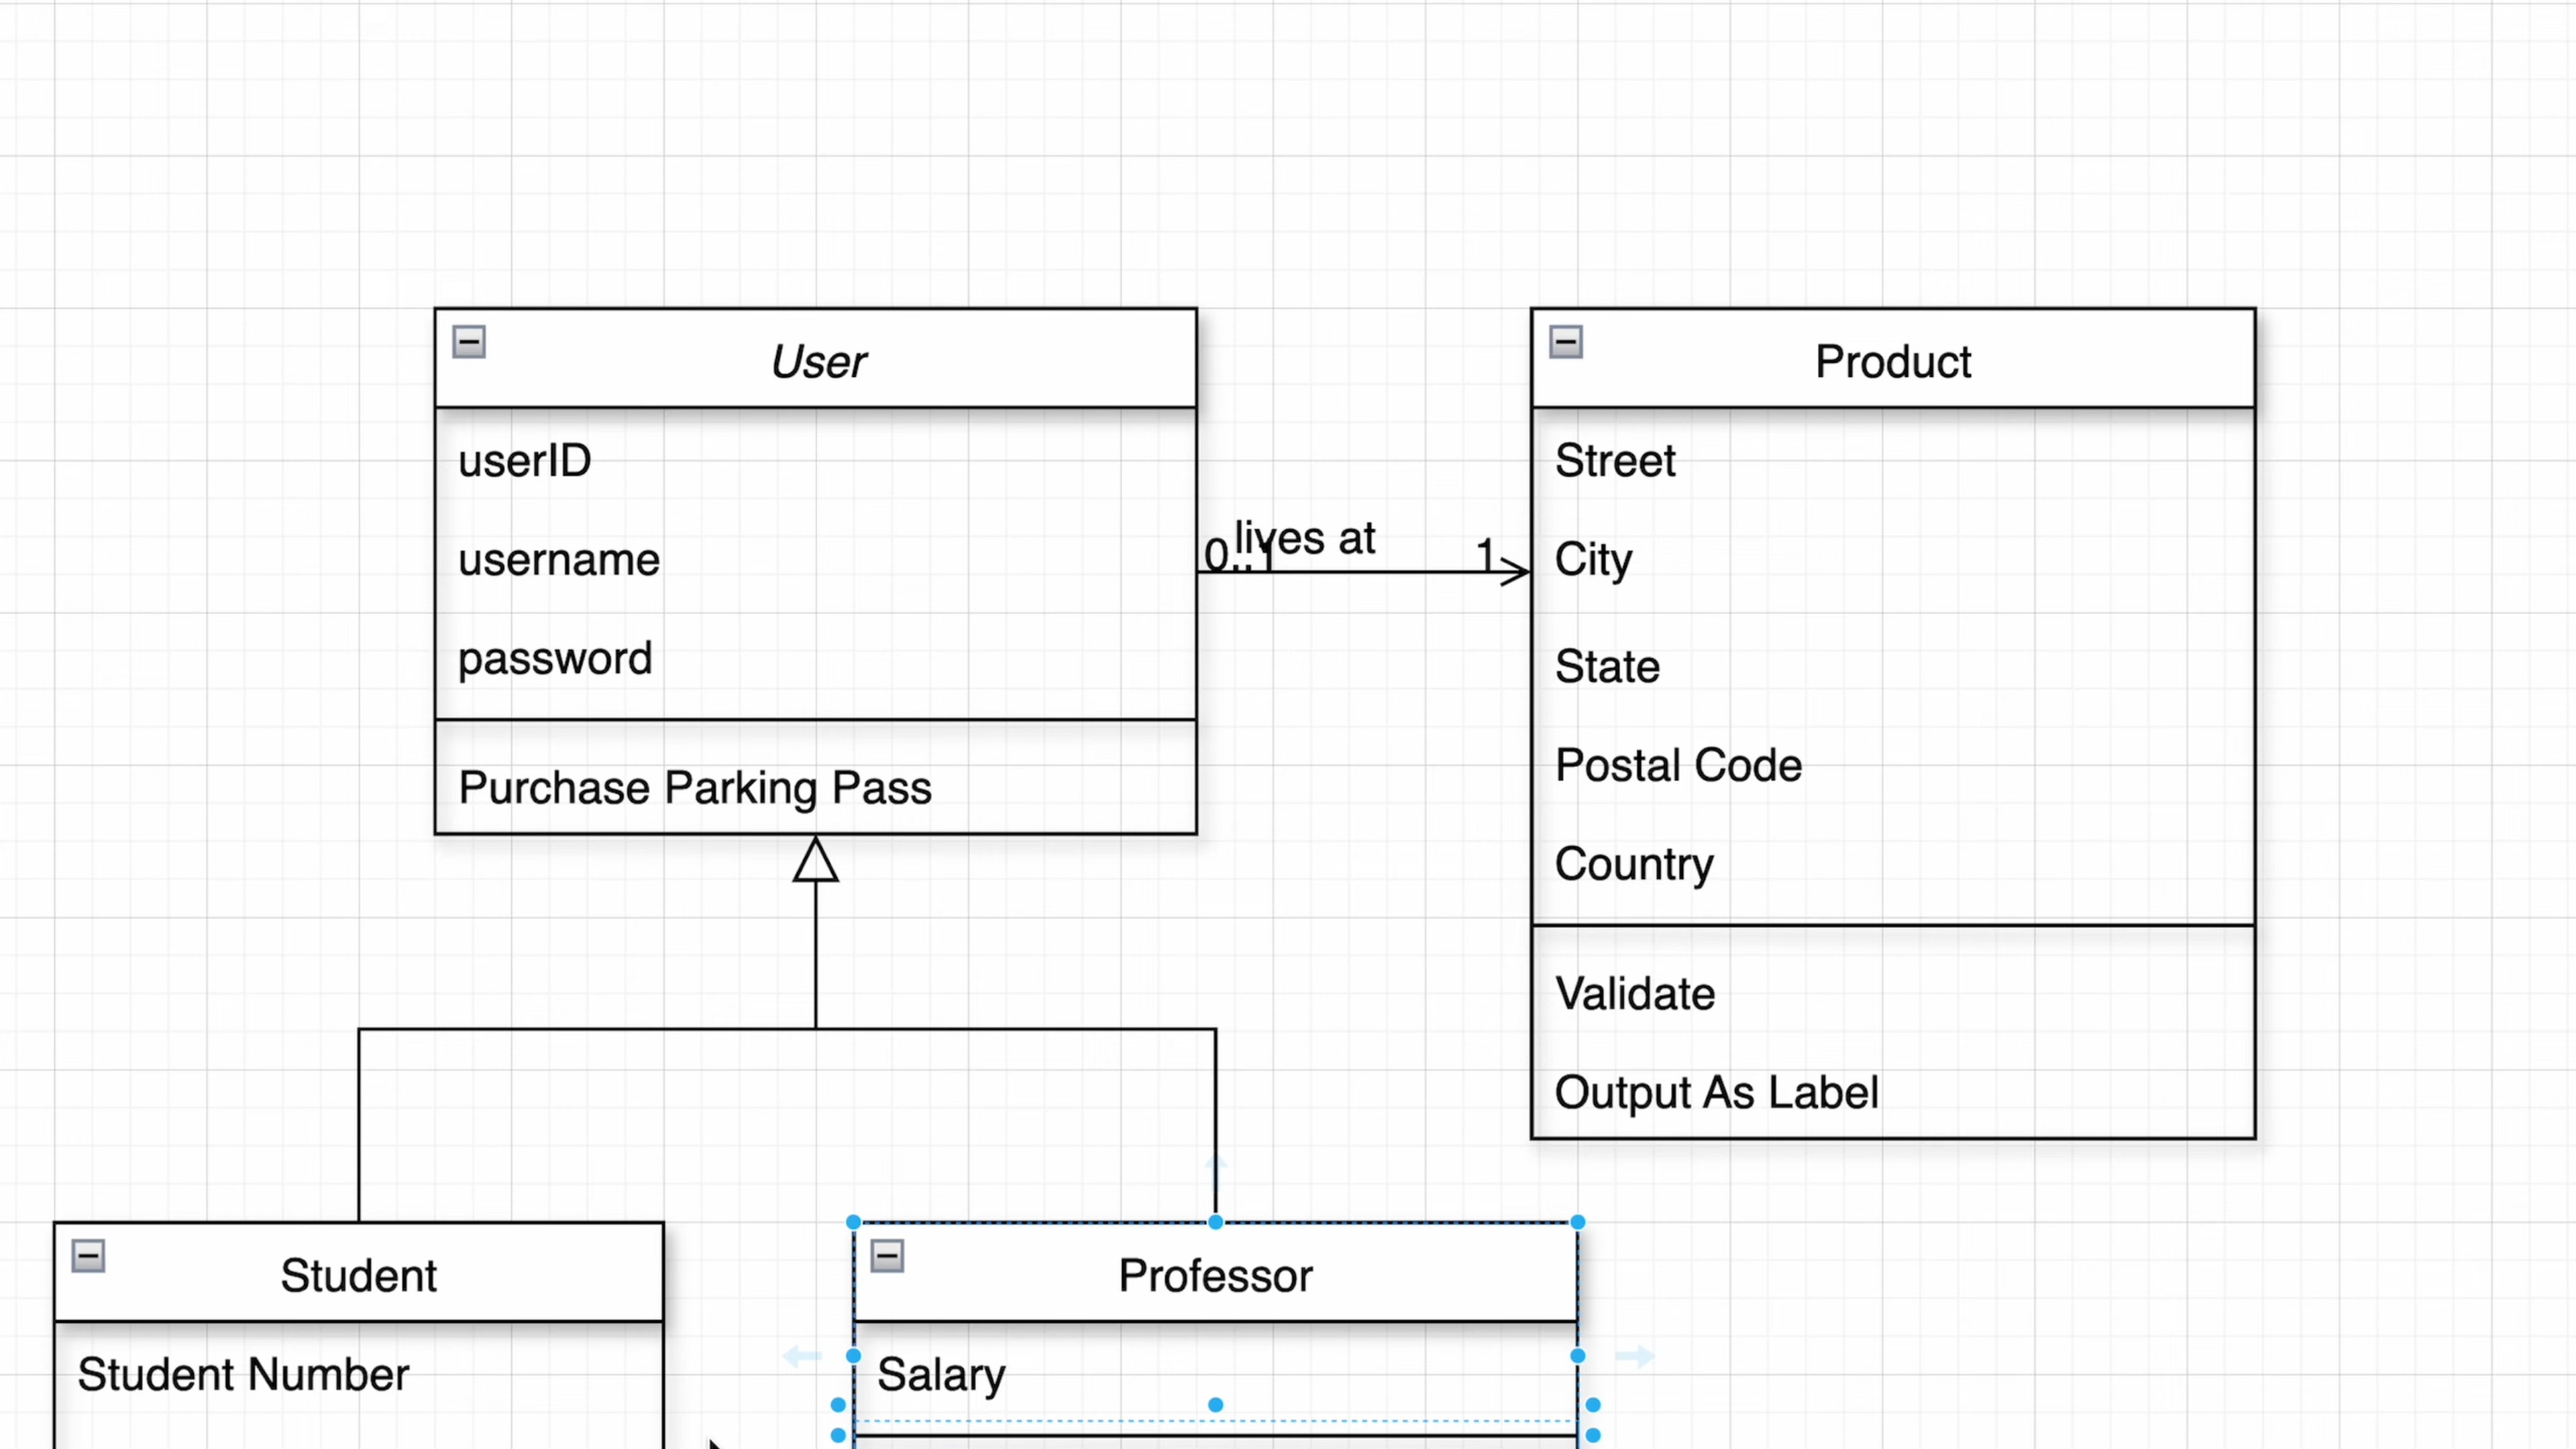 User
userID
username
password
Purchase Parking Pass
lives at
0..1
1
Product
Street
City
State
Postal Code
Country
Validate
Output As Label
Student
Student Number
Professor
Salary